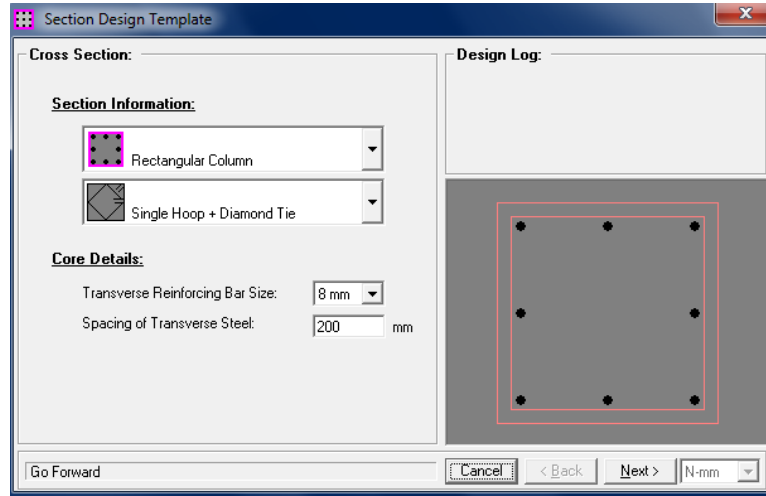 Section Design Template
x
Cross Section:
Section Information:
Rectangular Column
Single Hoop + Diamond Tie
Core Details:
Transverse Reinforcing Bar Size: 8 mm
Spacing of Transverse Steel: 200 mm
Design Log:
Go Forward
Cancel
< Back
Next >
N-mm